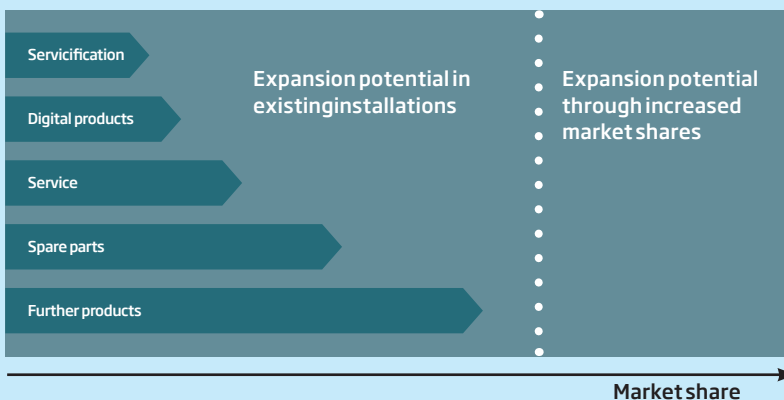 Servicification
Digital products
Service
Spare parts
Further products
Expansion potential in
existinginstallations
Expansion potential
through increased
market shares
Market share